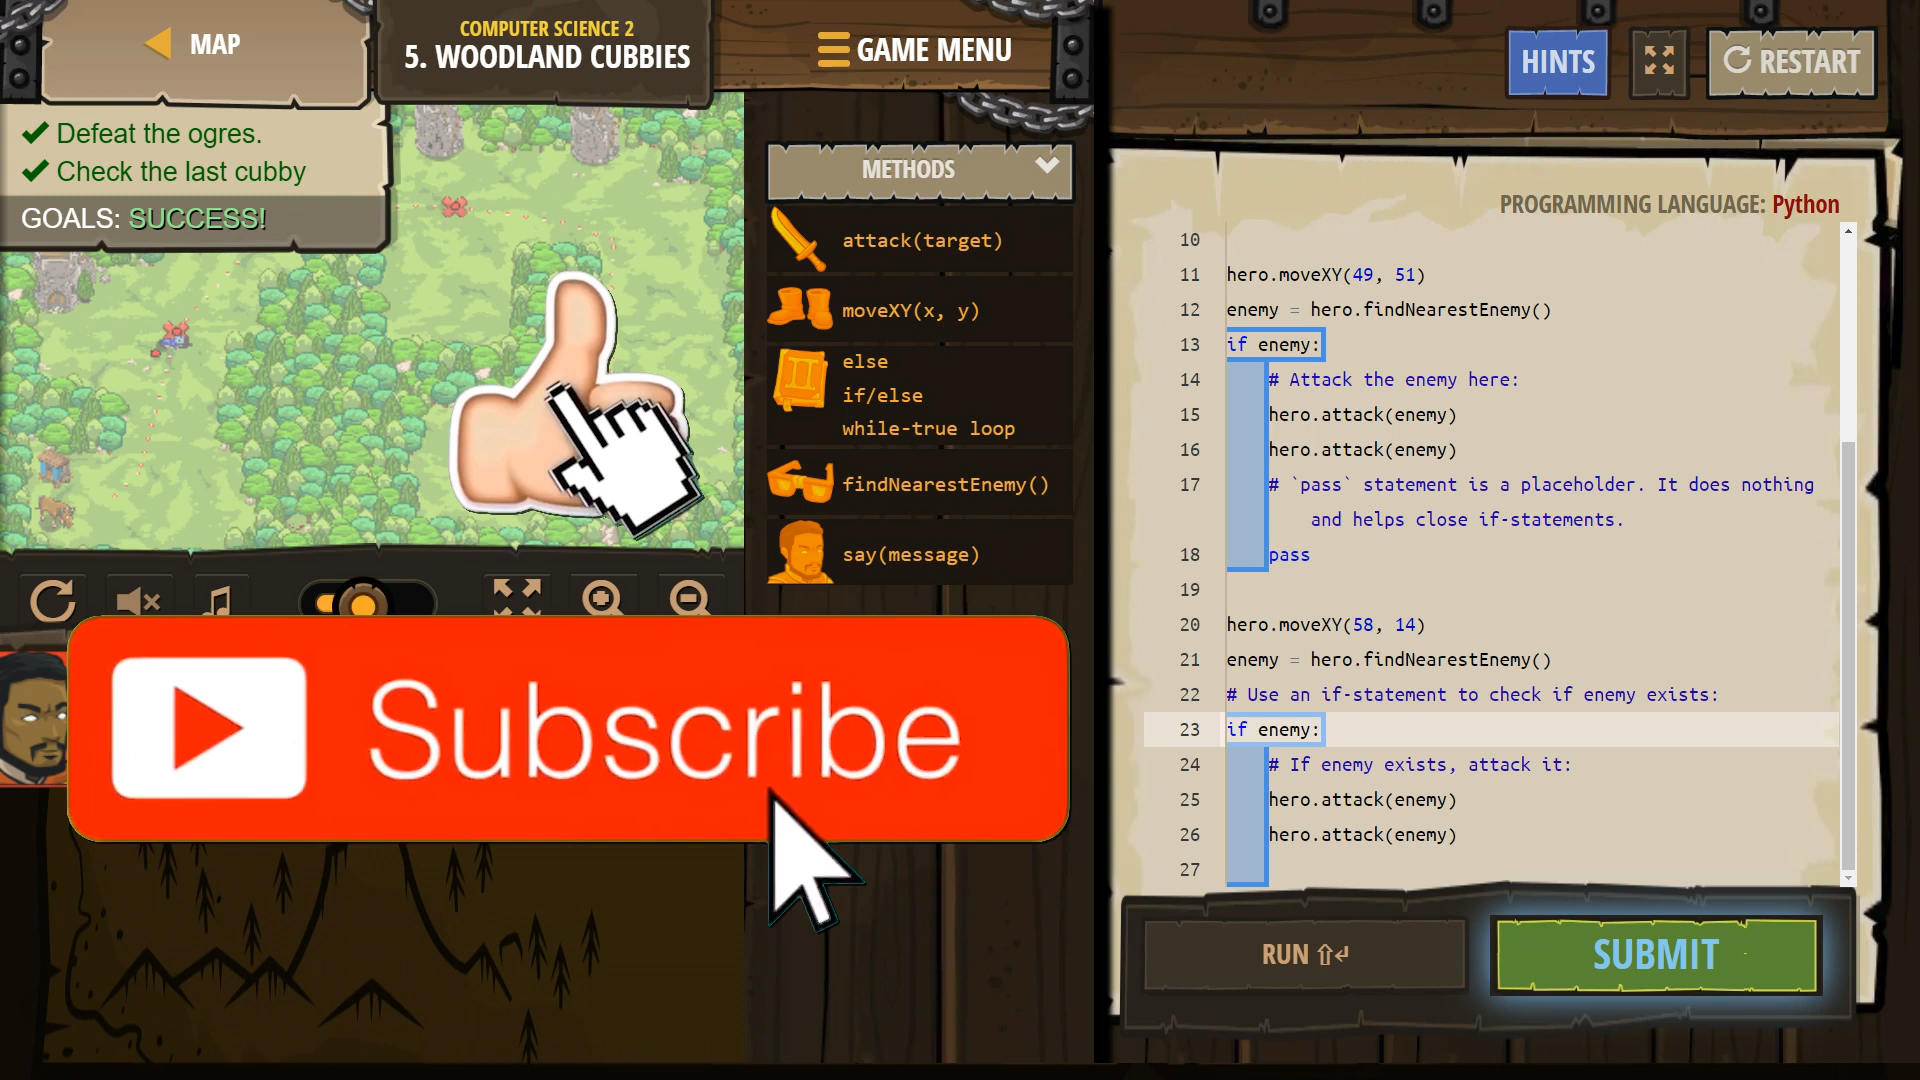 MAP
COMPUTER SCIENCE 2
5. WOODLAND CUBBIES
GAME MENU
HINTS
RESTART
Defeat the ogres.
Check the last cubby
GOALS: SUCCESS!
METHODS
attack(target)
moveXY(x, y)
else
if/else
while-true loop
findNearestEnemy()
say(message)
Subscribe
PROGRAMMING LANGUAGE: Python
10
11 hero.moveXY(49, 51)
12 enemy = hero.findNearestEnemy()
13 if enemy:
14 # Attack the enemy here:
15 hero.attack(enemy)
16 hero.attack(enemy)
17 # `pass` statement is a placeholder. It does nothing
and helps close if-statements.
18 pass
19
20 hero.moveXY(58, 14)
21 enemy = hero.findNearestEnemy()
22 # Use an if-statement to check if enemy exists:
23 if enemy:
24 # If enemy exists, attack it:
25 hero.attack(enemy)
26 hero.attack(enemy)
27
RUN ⇧↵
SUBMIT